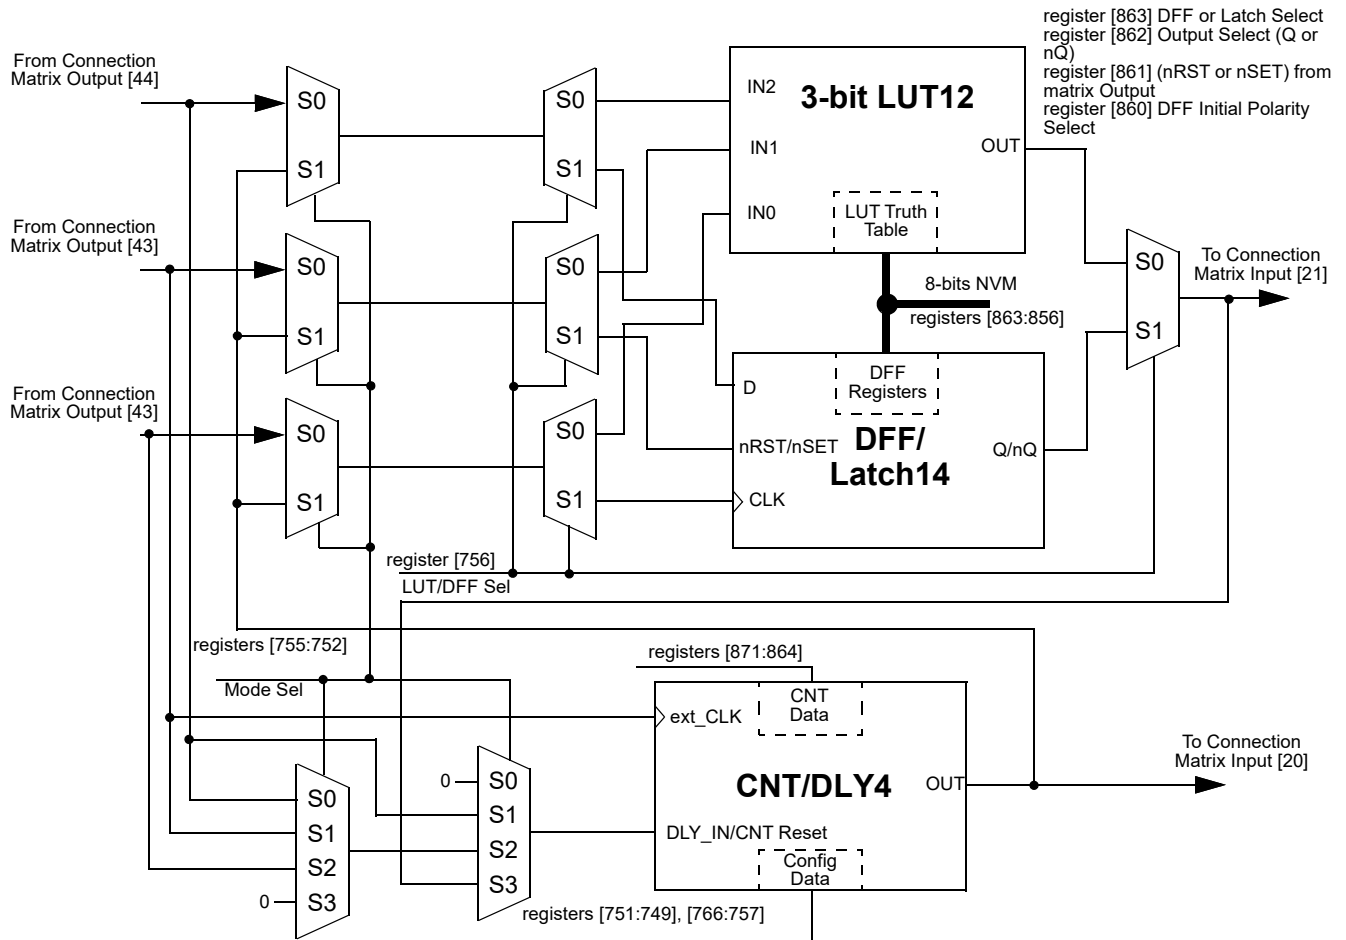 register [863] DFF or Latch Select
register [862] Output Select (Q or
nQ)
register [861] (nRST or nSET) from
matrix Output
register [860] DFF Initial Polarity
Select
From Connection
Matrix Output [44]
S0
S1
S0
S1
IN2
3-bit LUT12
IN1
OUT
IN0
LUT Truth
Table
From Connection
Matrix Output [43]
S0
S1
S0
S1
8-bits NVM
registers [863:856]
S0
S1
To Connection
Matrix Input [21]
From Connection
Matrix Output [43]
S0
S1
S0
S1
D
DFF
Registers
nRST/nSET
DFF/
Latch14
Q/nQ
CLK
register [756]
LUT/DFF Sel
registers [755:752]
Mode Sel
registers [871:864]
ext_CLK
CNT
Data
CNT/DLY4
OUT
To Connection
Matrix Input [20]
DLY_IN/CNT Reset
Config
Data
S0
S1
S2
S3
0
0
S0
S1
S2
S3
registers [751:749], [766:757]